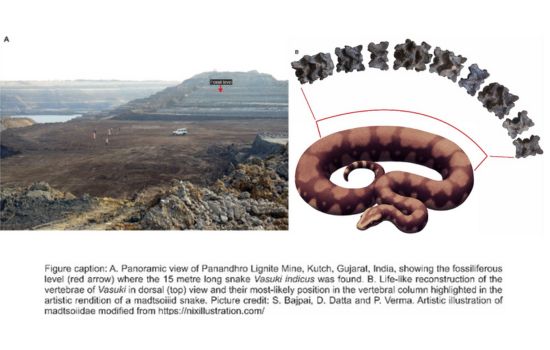 A
B
Fossil level
Figure caption: A. Panoramic view of Panandhro Lignite Mine, Kutch, Gujarat, India, showing the fossiliferous
level (red arrow) where the 15 metre long snake Vasuki indicus was found. B. Life-like reconstruction of the
vertebrae of Vasuki in dorsal (top) view and their most-likely position in the vertebral column highlighted in the
artistic rendition of a madtsoiiid snake. Picture credit: S. Bajpai, D. Datta and P. Verma. Artistic illustration of
madtsoiidae modified from https://nixillustration.com/